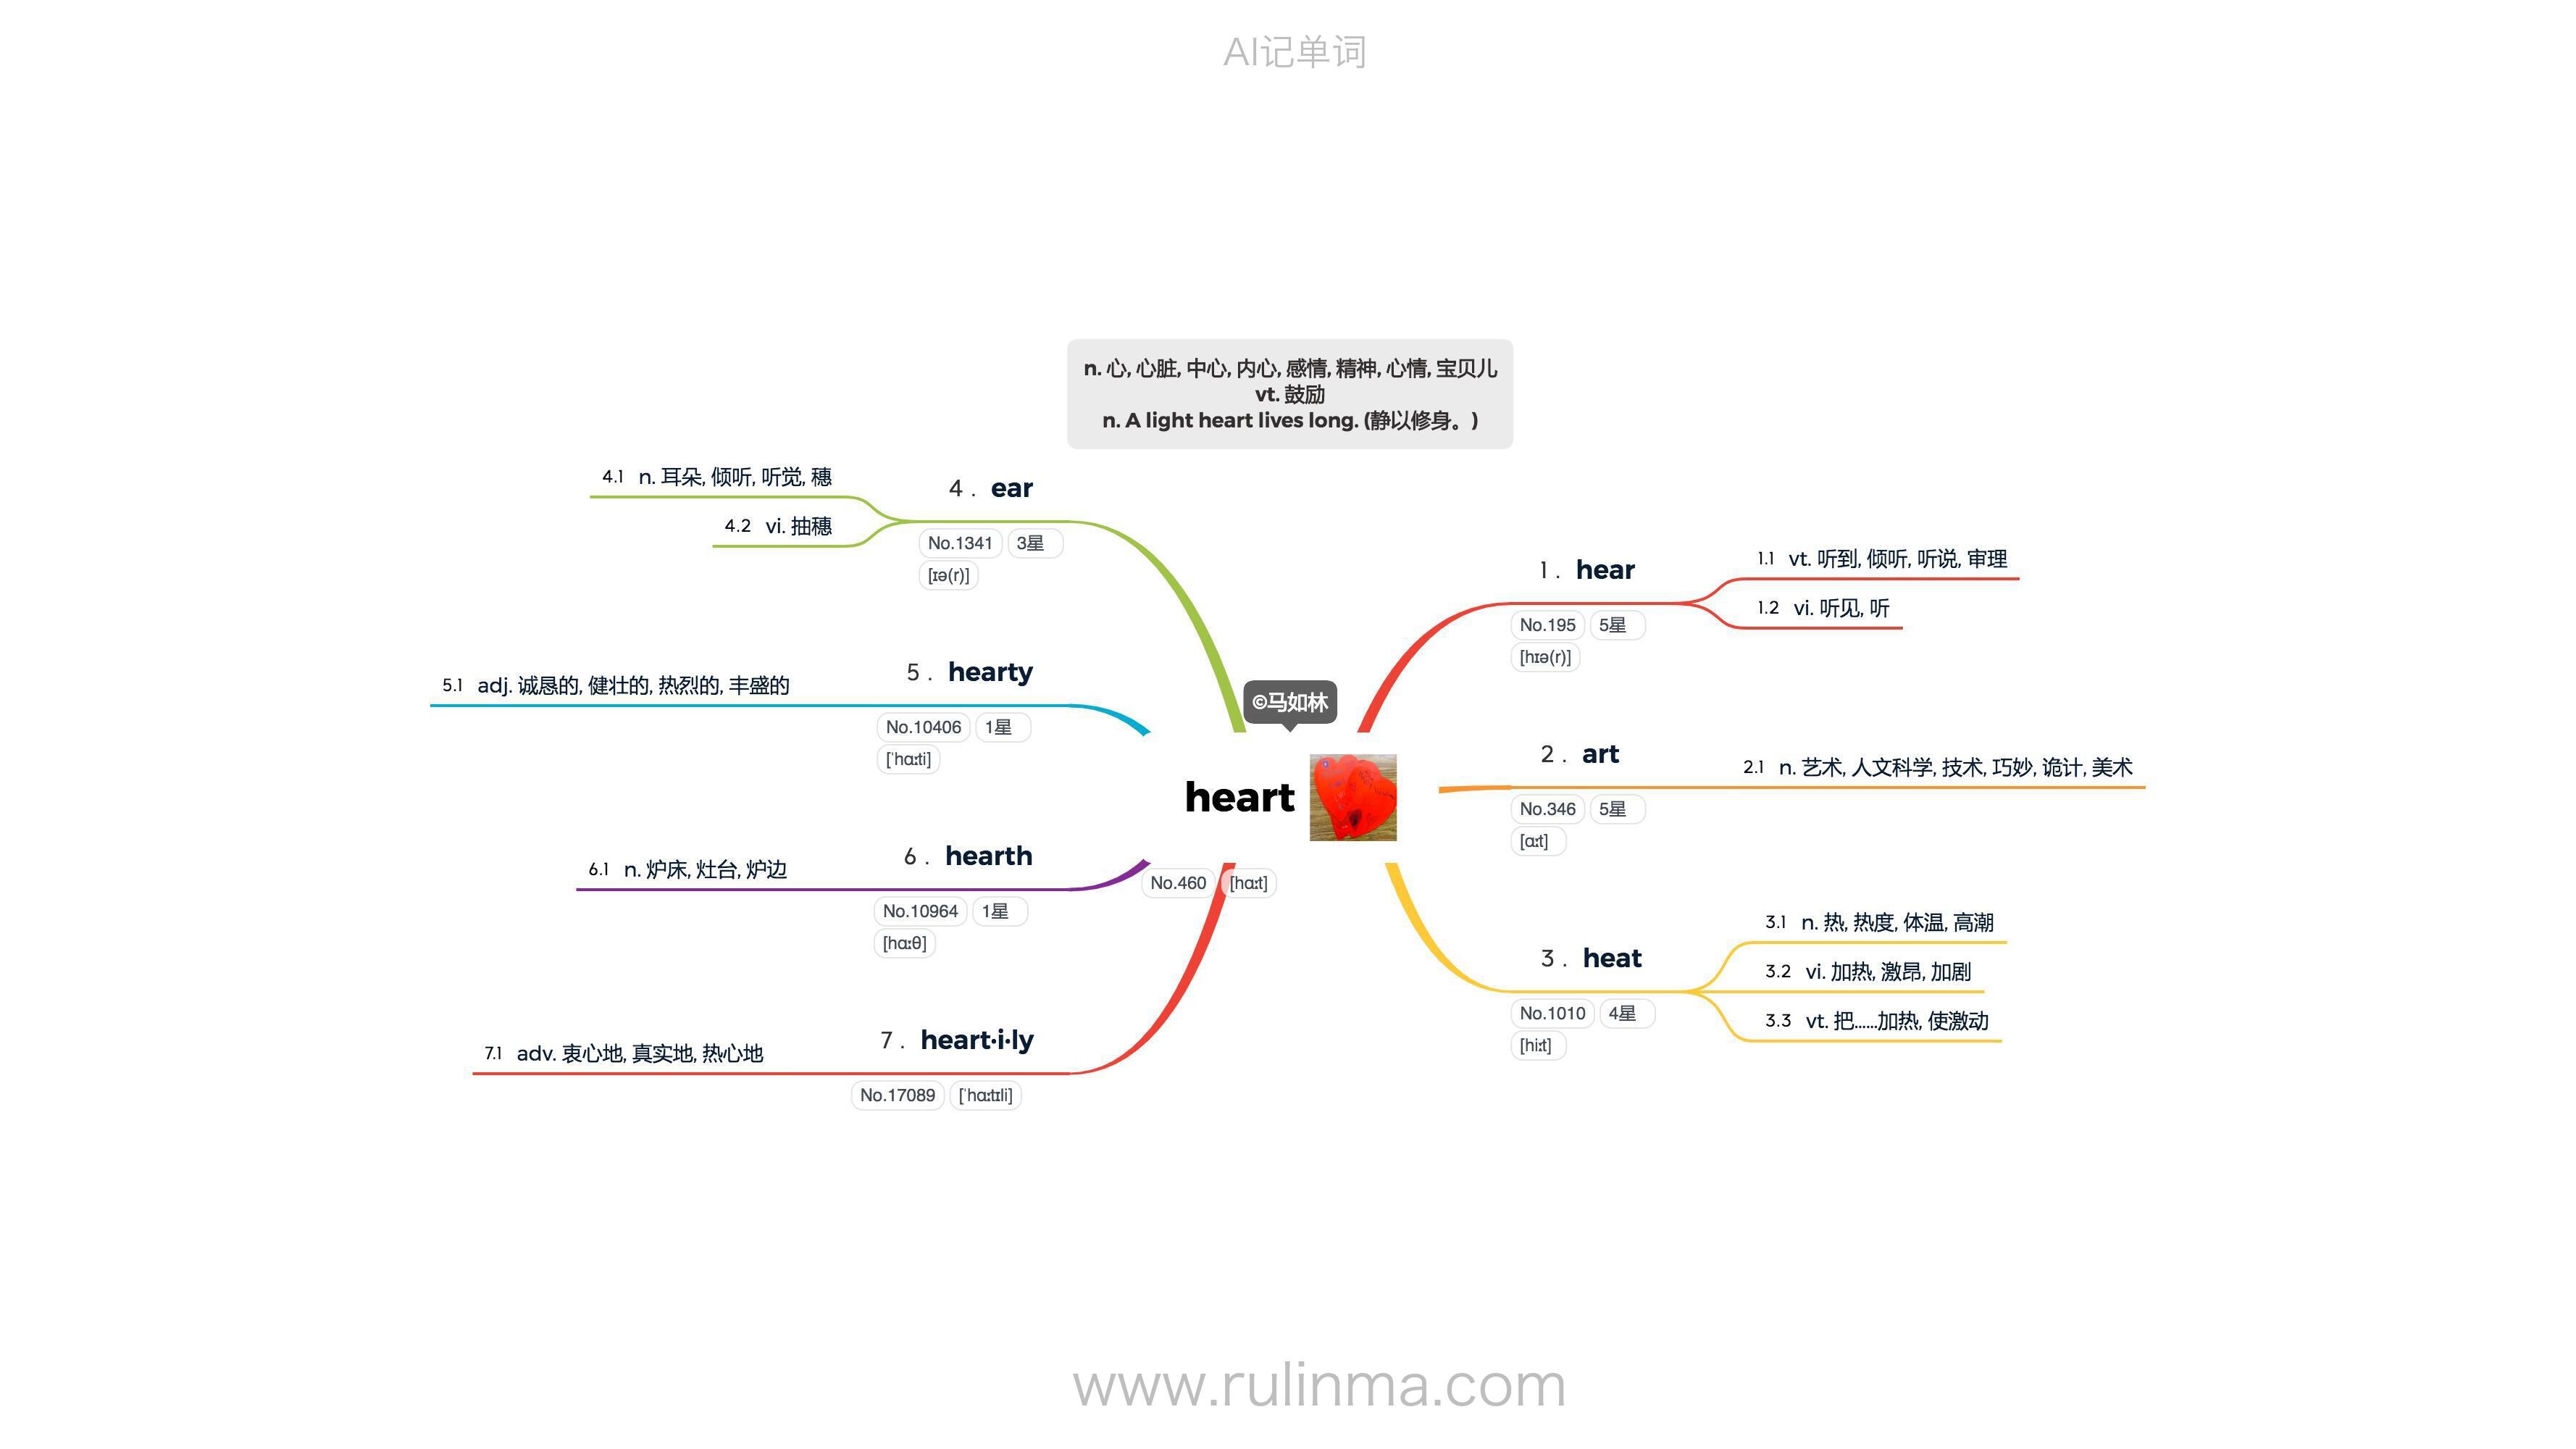 AI记单词
n. 心, 心脏, 中心, 内心, 感情, 精神, 心情, 宝贝儿
vt. 鼓励
n. A light heart lives long. (静以修身。)
©马如林
heart
No.460 [hɑːt]
1 . hear
No.195 5星
[hɪə(r)]
1.1 vt. 听到, 倾听, 听说, 审理
1.2 vi. 听见, 听
2 . art
No.346 5星
[ɑːt]
2.1 n. 艺术, 人文科学, 技术, 巧妙, 诡计, 美术
3 . heat
No.1010 4星
[hiːt]
3.1 n. 热, 热度, 体温, 高潮
3.2 vi. 加热, 激昂, 加剧
3.3 vt. 把……加热, 使激动
4 . ear
No.1341 3星
[ɪə(r)]
4.1 n. 耳朵, 倾听, 听觉, 穗
4.2 vi. 抽穗
5 . hearty
No.10406 1星
[ˈhɑːti]
5.1 adj. 诚恳的, 健壮的, 热烈的, 丰盛的
6 . hearth
No.10964 1星
[hɑːθ]
6.1 n. 炉床, 灶台, 炉边
7 . heart·i·ly
No.17089 [ˈhɑːtɪli]
7.1 adv. 衷心地, 真实地, 热心地
www.rulinma.com